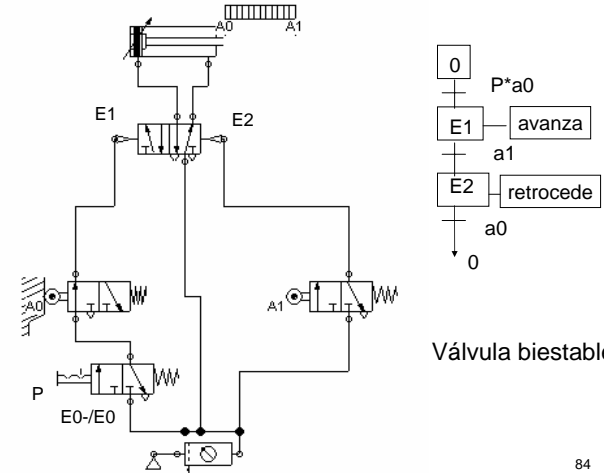 A0 A1
E1 E2
A0
A1
P
E0-/E0
0
P*a0
E1 avanza
a1
E2 retrocede
a0
0
Válvula biestable
84